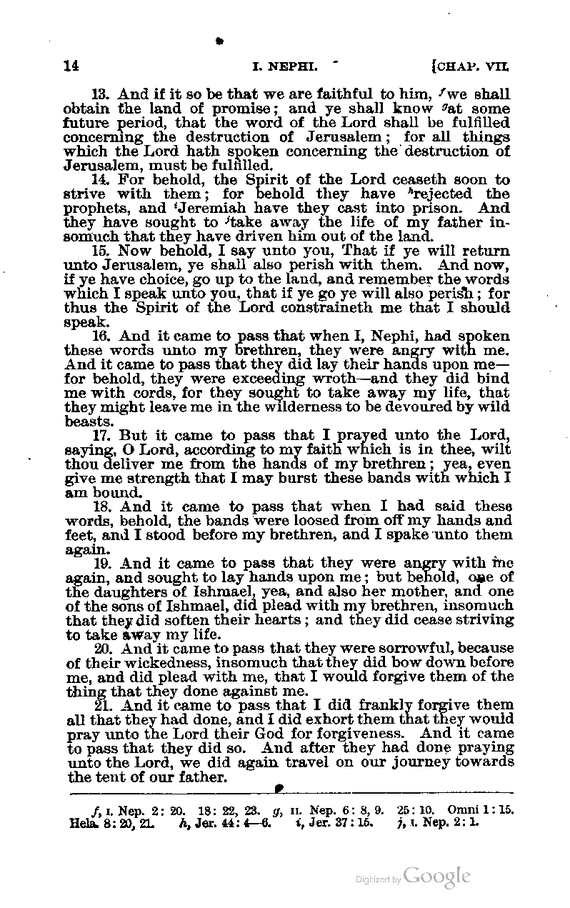 14 I. NEPHI. [CHAP. VII.
13. And if it so be that we are faithful to him, ᶠwe shall
obtain the land of promise; and ye shall know ᵍat some
future period, that the word of the Lord shall be fulfilled
concerning the destruction of Jerusalem; for all things
which the Lord hath spoken concerning the destruction of
Jerusalem, must be fulfilled.
14. For behold, the Spirit of the Lord ceaseth soon to
strive with them; for behold they have ʰrejected the
prophets, and ⁱJeremiah have they cast into prison. And
they have sought to ʲtake away the life of my father in-
somuch that they have driven him out of the land.
15. Now behold, I say unto you, That if ye will return
unto Jerusalem, ye shall also perish with them. And now,
if ye have choice, go up to the land, and remember the words
which I speak unto you, that if ye go ye will also perish; for
thus the Spirit of the Lord constraineth me that I should
speak.
16. And it came to pass that when I, Nephi, had spoken
these words unto my brethren, they were angry with me.
And it came to pass that they did lay their hands upon me—
for behold, they were exceeding wroth—and they did bind
me with cords, for they sought to take away my life, that
they might leave me in the wilderness to be devoured by wild
beasts.
17. But it came to pass that I prayed unto the Lord,
saying, O Lord, according to my faith which is in thee, wilt
thou deliver me from the hands of my brethren; yea, even
give me strength that I may burst these bands with which I
am bound.
18. And it came to pass that when I had said these
words, behold, the bands were loosed from off my hands and
feet, and I stood before my brethren, and I spake unto them
again.
19. And it came to pass that they were angry with me
again, and sought to lay hands upon me; but behold, one of
the daughters of Ishmael, yea, and also her mother, and one
of the sons of Ishmael, did plead with my brethren, insomuch
that they did soften their hearts; and they did cease striving
to take away my life.
20. And it came to pass that they were sorrowful, because
of their wickedness, insomuch that they did bow down before
me, and did plead with me, that I would forgive them of the
thing that they done against me.
21. And it came to pass that I did frankly forgive them
all that they had done, and I did exhort them that they would
pray unto the Lord their God for forgiveness. And it came
to pass that they did so. And after they had done praying
unto the Lord, we did again travel on our journey towards
the tent of our father.
f, I. Nep. 2: 20. 18: 22, 23. g, II. Nep. 6: 8, 9. 25: 10. Omni 1: 15.
Hela. 8: 20, 21. h, Jer. 44: 4—6. i, Jer. 37: 15. j, I. Nep. 2: 1.
Digitized by Google